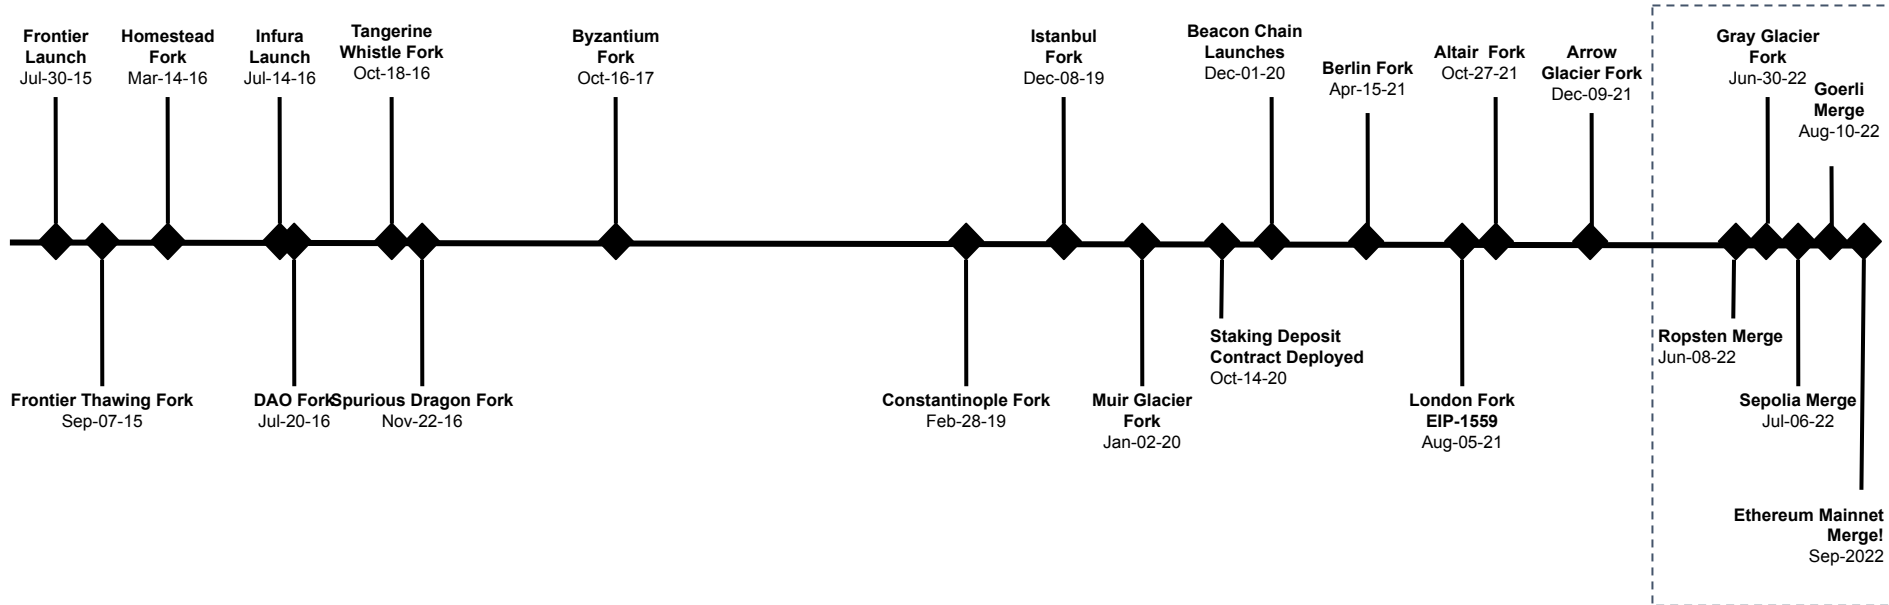 Frontier
Launch
Jul-30-15
Homestead
Fork
Mar-14-16
Infura
Launch
Jul-14-16
Tangerine
Whistle Fork
Oct-18-16
Byzantium
Fork
Oct-16-17
Istanbul
Fork
Dec-08-19
Beacon Chain
Launches
Dec-01-20
Berlin Fork
Apr-15-21
Altair Fork
Oct-27-21
Arrow
Glacier Fork
Dec-09-21
Gray Glacier
Fork
Jun-30-22
Goerli
Merge
Aug-10-22
Frontier Thawing Fork
Sep-07-15
DAO Fork
Jul-20-16
Spurious Dragon Fork
Nov-22-16
Constantinople Fork
Feb-28-19
Muir Glacier
Fork
Jan-02-20
Staking Deposit
Contract Deployed
Oct-14-20
London Fork
EIP-1559
Aug-05-21
Ropsten Merge
Jun-08-22
Sepolia Merge
Jul-06-22
Ethereum Mainnet
Merge!
Sep-2022